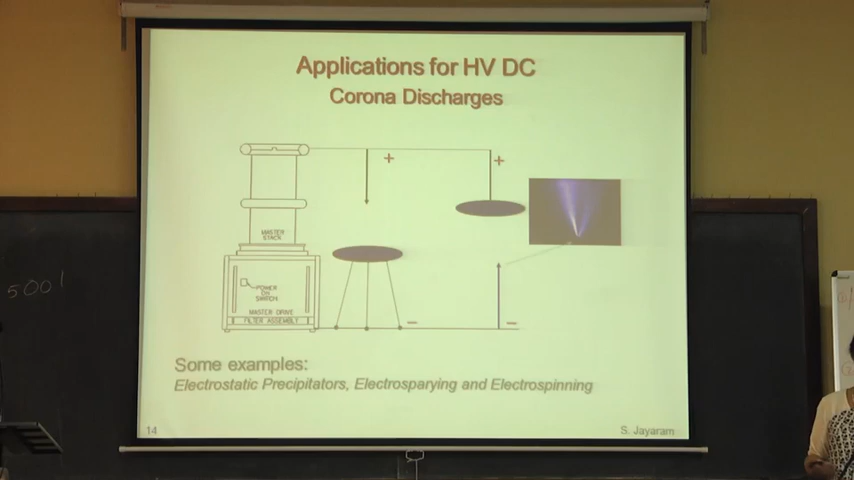 Applications for HV DC
Corona Discharges
+
+
MASTER
STACK
POWER
ON
SWITCH
MASTER DRIVE
FILTER ASSEMBLY
Some examples:
Electrostatic Precipitators, Electrosparying and Electrospinning
14
S. Jayaram
5001